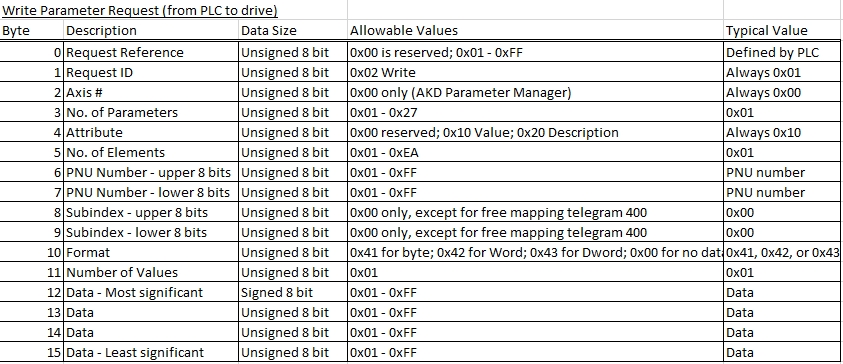 Write Parameter Request (from PLC to drive)
Byte Description Data Size Allowable Values Typical Value
0 Request Reference Unsigned 8 bit 0x00 is reserved; 0x01 - 0xFF Defined by PLC
1 Request ID Unsigned 8 bit 0x02 Write Always 0x01
2 Axis # Unsigned 8 bit 0x00 only (AKD Parameter Manager) Always 0x00
3 No. of Parameters Unsigned 8 bit 0x01 - 0x27 0x01
4 Attribute Unsigned 8 bit 0x00 reserved; 0x10 Value; 0x20 Description Always 0x10
5 No. of Elements Unsigned 8 bit 0x01 - 0xEA 0x01
6 PNU Number - upper 8 bits Unsigned 8 bit 0x01 - 0xFF PNU number
7 PNU Number - lower 8 bits Unsigned 8 bit 0x01 - 0xFF PNU number
8 Subindex - upper 8 bits Unsigned 8 bit 0x00 only, except for free mapping telegram 400 0x00
9 Subindex - lower 8 bits Unsigned 8 bit 0x00 only, except for free mapping telegram 400 0x00
10 Format Unsigned 8 bit 0x41 for byte; 0x42 for Word; 0x43 for Dword; 0x00 for no dat 0x41, 0x42, or 0x43
11 Number of Values Unsigned 8 bit 0x01 0x01
12 Data - Most significant Signed 8 bit 0x01 - 0xFF Data
13 Data Unsigned 8 bit 0x01 - 0xFF Data
14 Data Unsigned 8 bit 0x01 - 0xFF Data
15 Data - Least significant Unsigned 8 bit 0x01 - 0xFF Data